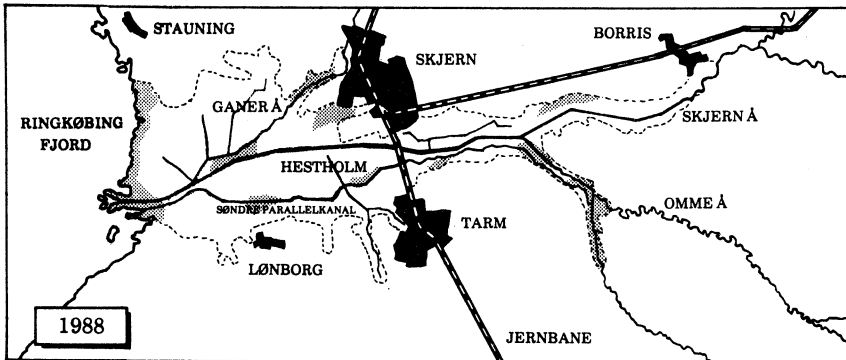 STAUNING
SKJERN
BORRIS
GANER Å
RINGKØBING
FJORD
SKJERN Å
HESTHOLM
OMME Å
SØNDRE PARALLELKANAL
TARM
LØNBORG
1988
JERNBANE